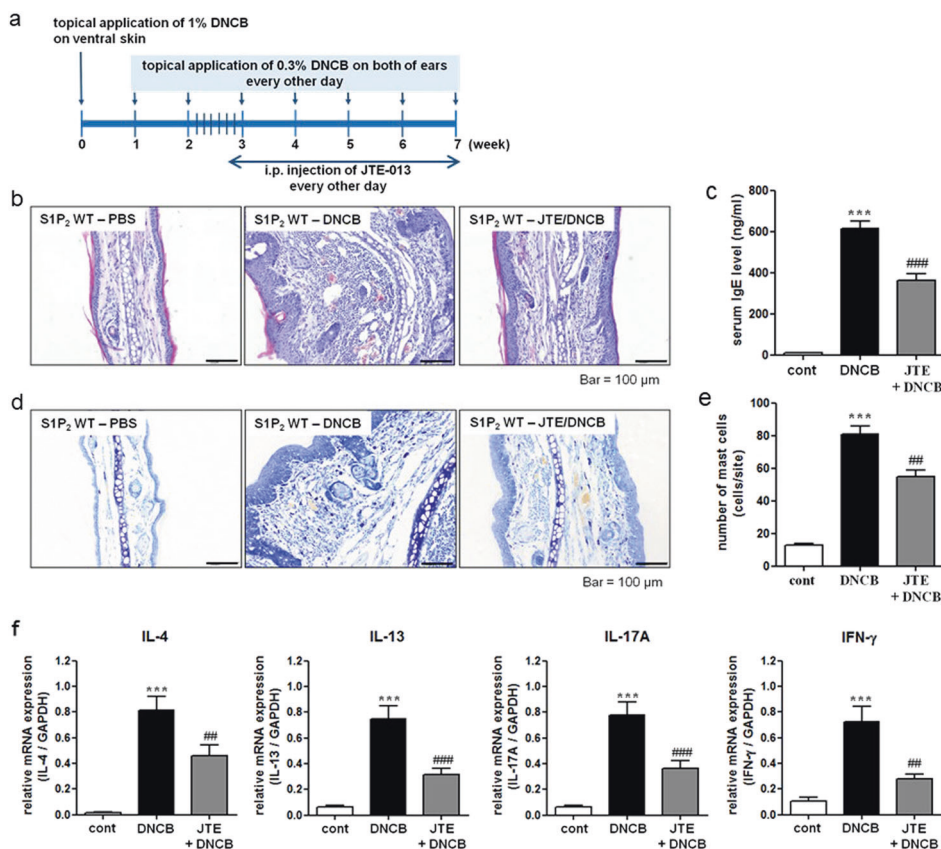 a
topical application of 1% DNCB
on ventral skin
topical application of 0.3% DNCB on both of ears
every other day
0 1 2 3 4 5 6 7 (week)
i.p. injection of JTE-013
every other day
b
S1P₂ WT – PBS
S1P₂ WT – DNCB
S1P₂ WT – JTE/DNCB
Bar = 100 µm
c
serum IgE level (ng/ml)
800
600
400
200
0
***
###
cont DNCB JTE
+ DNCB
d
S1P₂ WT – PBS
S1P₂ WT – DNCB
S1P₂ WT – JTE/DNCB
Bar = 100 µm
e
number of mast cells
(cells/site)
100
80
60
40
20
0
***
##
cont DNCB JTE
+ DNCB
f
IL-4
relative mRNA expression
(IL-4 / GAPDH)
1.2
1.0
0.8
0.6
0.4
0.2
0.0
***
##
cont DNCB JTE
+ DNCB
IL-13
relative mRNA expression
(IL-13 / GAPDH)
1.2
1.0
0.8
0.6
0.4
0.2
0.0
***
###
cont DNCB JTE
+ DNCB
IL-17A
relative mRNA expression
(IL-17A / GAPDH)
1.2
1.0
0.8
0.6
0.4
0.2
0.0
***
###
cont DNCB JTE
+ DNCB
IFN-γ
relative mRNA expression
(IFN-γ / GAPDH)
1.2
1.0
0.8
0.6
0.4
0.2
0.0
***
##
cont DNCB JTE
+ DNCB